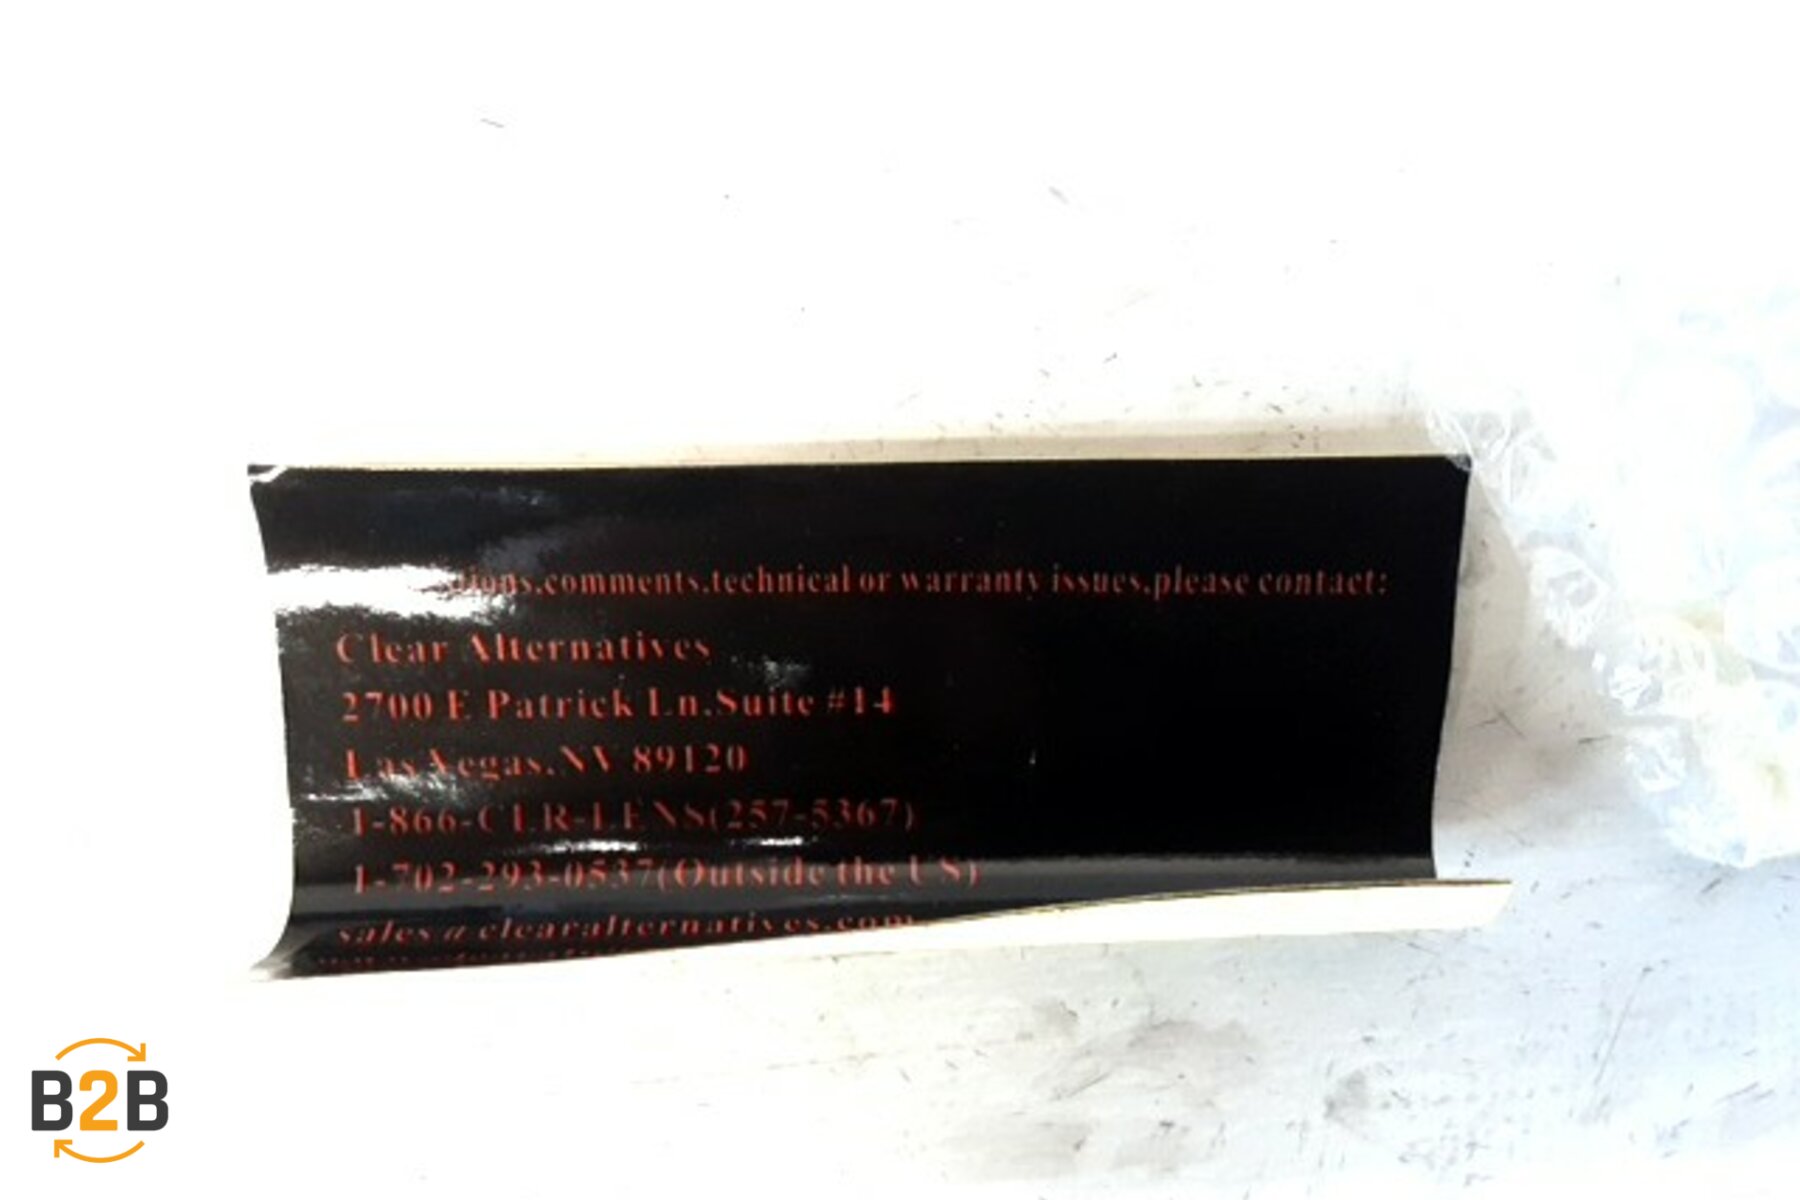 comments,technical or warranty issues,please contact:
Clear Alternatives
2700 E Patrick Ln,Suite #14
Las Vegas,NV 89120
1-866-CLR-LENS(257-5367)
1-702-293-0537(Outside the US)
sales@clearalternatives.com
B2B